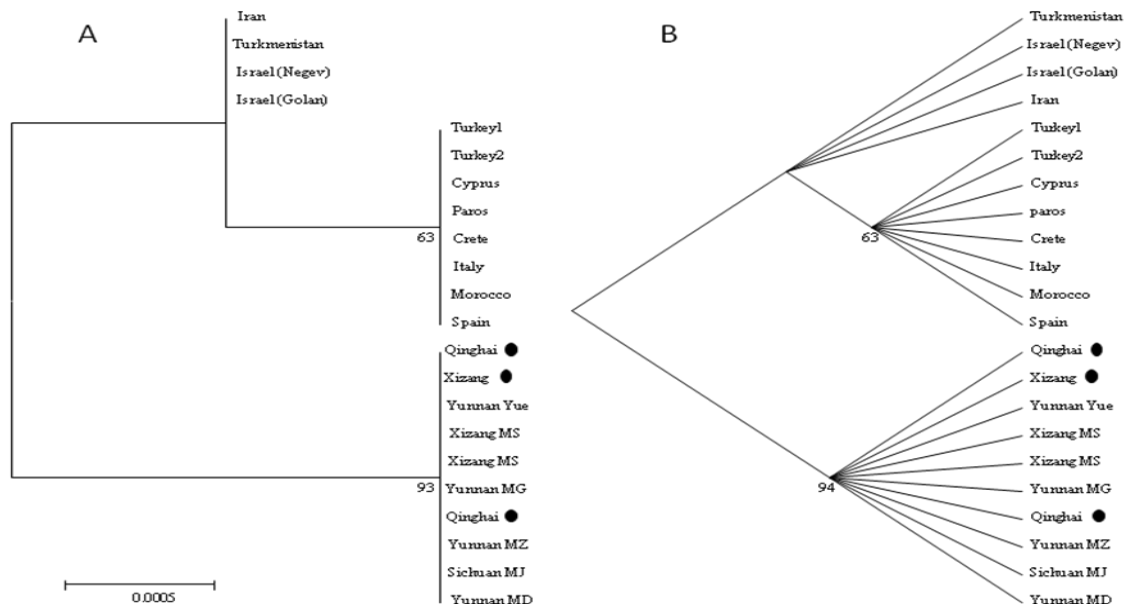 A
Iran
Turkmenistan
Israel (Negev)
Israel (Golan)
Turkey1
Turkey2
Cyprus
Paros
63
Crete
Italy
Morocco
Spain
Qinghai
Xizang
Yunnan Yue
Xizang MS
Xizang MS
93
Yunnan MG
Qinghai
Yunnan MZ
Sichuan MJ
Yunnan MD
0.0005
B
Turkmenistan
Israel (Negev)
Israel (Golan)
Iran
Turkey1
Turkey2
Cyprus
paros
63
Crete
Italy
Morocco
Spain
Qinghai
Xizang
Yunnan Yue
Xizang MS
Xizang MS
94
Yunnan MG
Qinghai
Yunnan MZ
Sichuan MJ
Yunnan MD